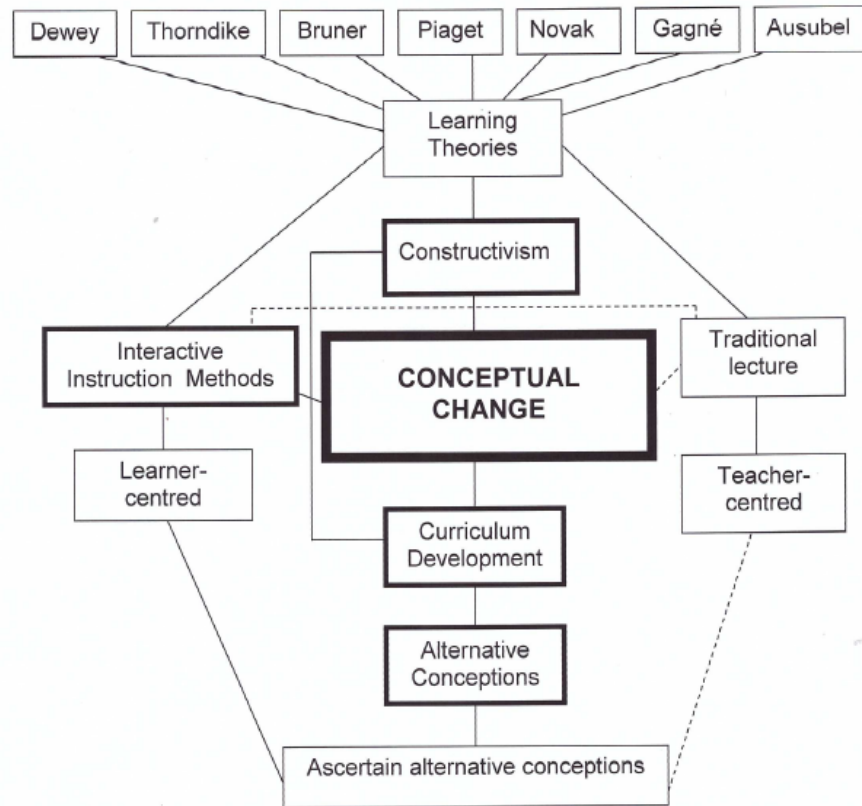 Dewey
Thorndike
Bruner
Piaget
Novak
Gagné
Ausubel
Learning
Theories
Constructivism
Interactive
Instruction Methods
CONCEPTUAL
CHANGE
Traditional
lecture
Learner-
centred
Teacher-
centred
Curriculum
Development
Alternative
Conceptions
Ascertain alternative conceptions